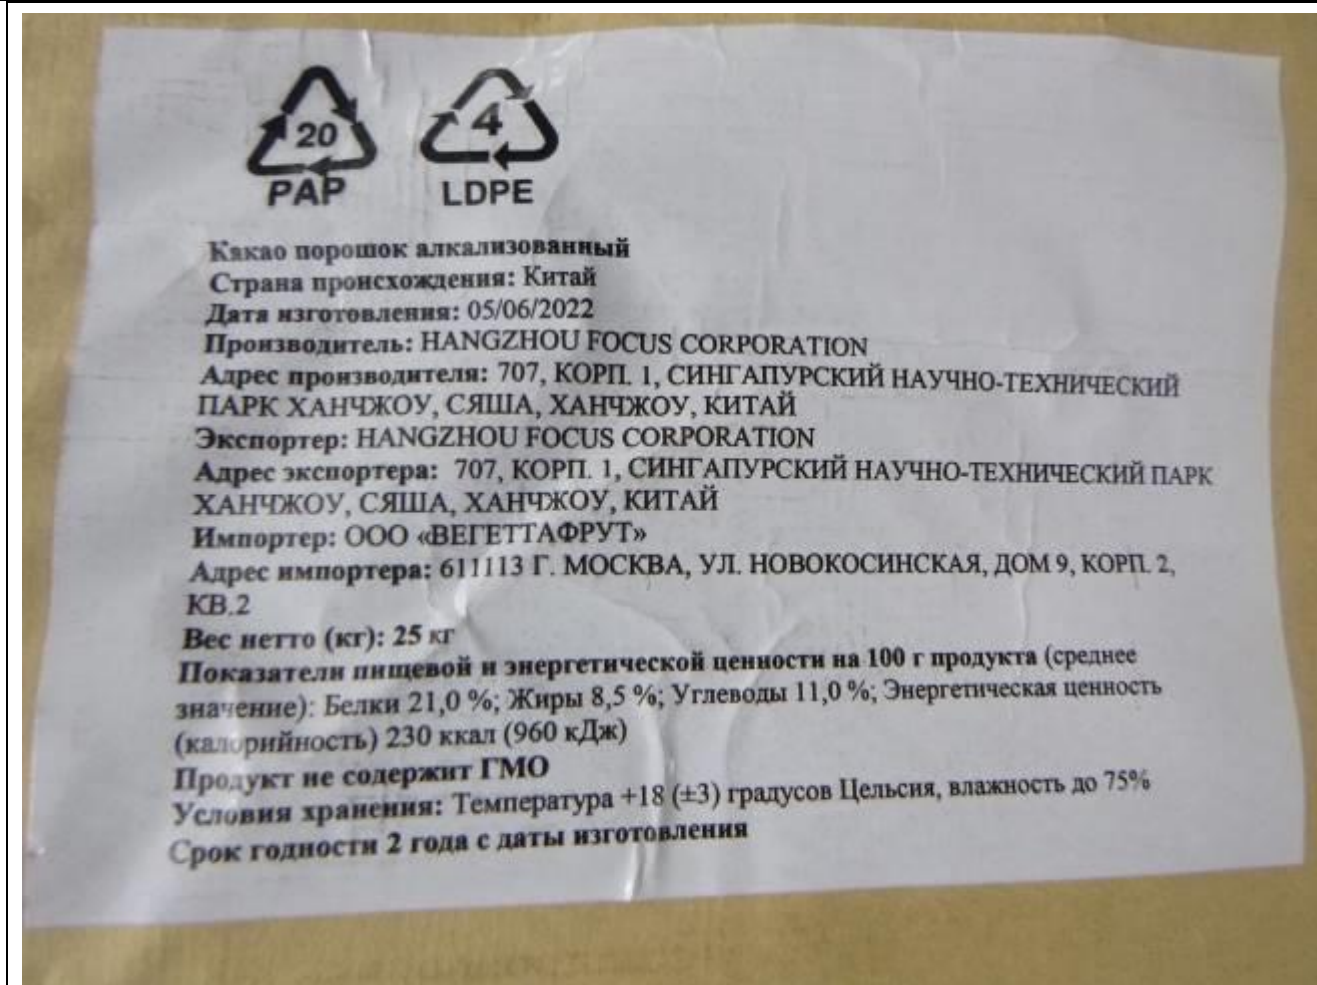 20
PAP
4
LDPE
Какао порошок алкализованный
Страна происхождения: Китай
Дата изготовления: 05/06/2022
Производитель: HANGZHOU FOCUS CORPORATION
Адрес производителя: 707, КОРП. 1, СИНГАПУРСКИЙ НАУЧНО-ТЕХНИЧЕСКИЙ
ПАРК ХАНЧЖОУ, СЯША, ХАНЧЖОУ, КИТАЙ
Экспортер: HANGZHOU FOCUS CORPORATION
Адрес экспортера: 707, КОРП. 1, СИНГАПУРСКИЙ НАУЧНО-ТЕХНИЧЕСКИЙ ПАРК
ХАНЧЖОУ, СЯША, ХАНЧЖОУ, КИТАЙ
Импортер: ООО «ВЕГЕТТАФРУТ»
Адрес импортера: 611113 Г. МОСКВА, УЛ. НОВОКОСИНСКАЯ, ДОМ 9, КОРП. 2,
КВ.2
Вес нетто (кг): 25 кг
Показатели пищевой и энергетической ценности на 100 г продукта (среднее
значение): Белки 21,0 %; Жиры 8,5 %; Углеводы 11,0 %; Энергетическая ценность
(калорийность) 230 ккал (960 кДж)
Продукт не содержит ГМО
Условия хранения: Температура +18 (±3) градусов Цельсия, влажность до 75%
Срок годности 2 года с даты изготовления